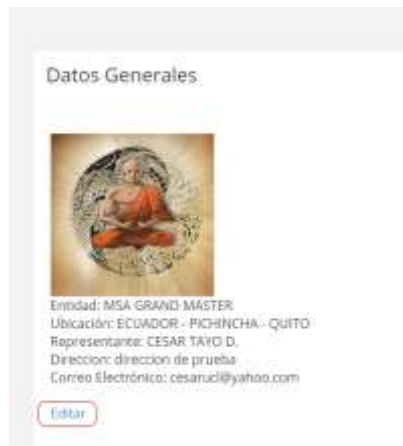 Datos Generales
Entidad: MSA GRAND MASTER
Ubicación: ECUADOR - PICHINCHA - QUITO
Representante: CESAR TAYO D.
Direccion: direccion de prueba
Correo Electrónico: cesarucl@yahoo.com
Editar